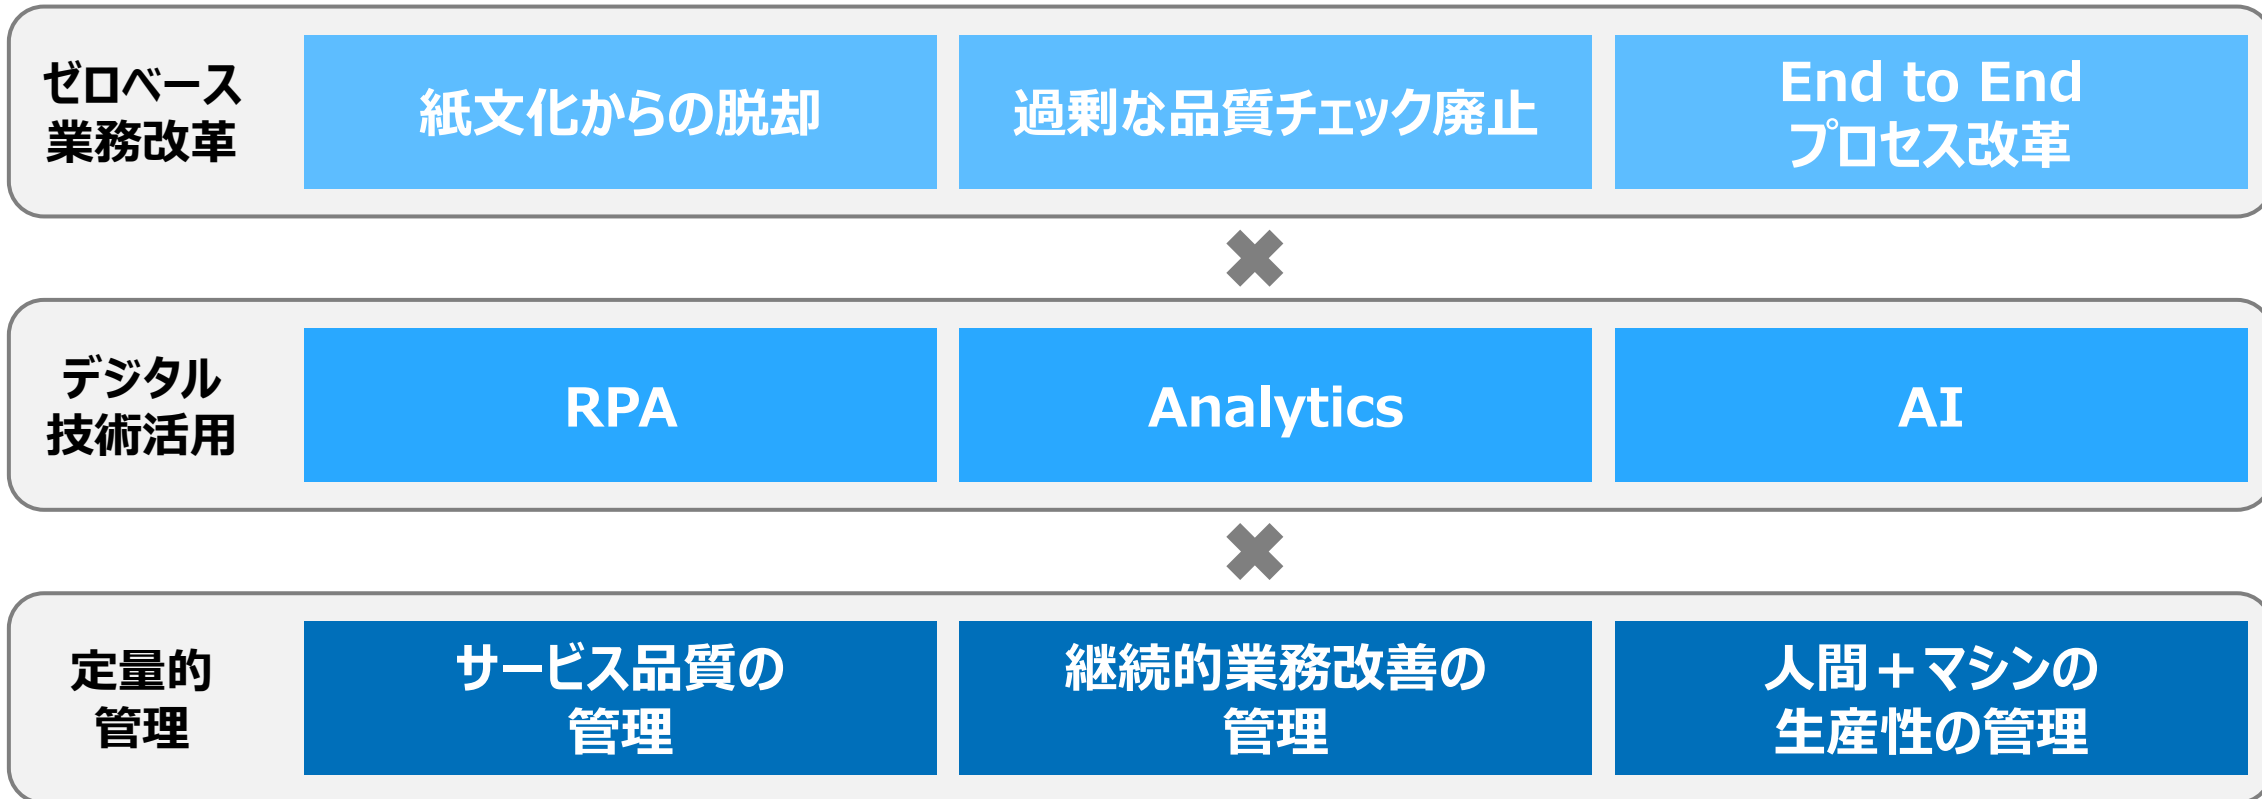 ゼロベース
業務改革
紙文化からの脱却
過剰な品質チェック廃止
End to End
プロセス改革
デジタル
技術活用
RPA
Analytics
AI
定量的
管理
サービス品質の
管理
継続的業務改善の
管理
人間+マシンの
生産性の管理